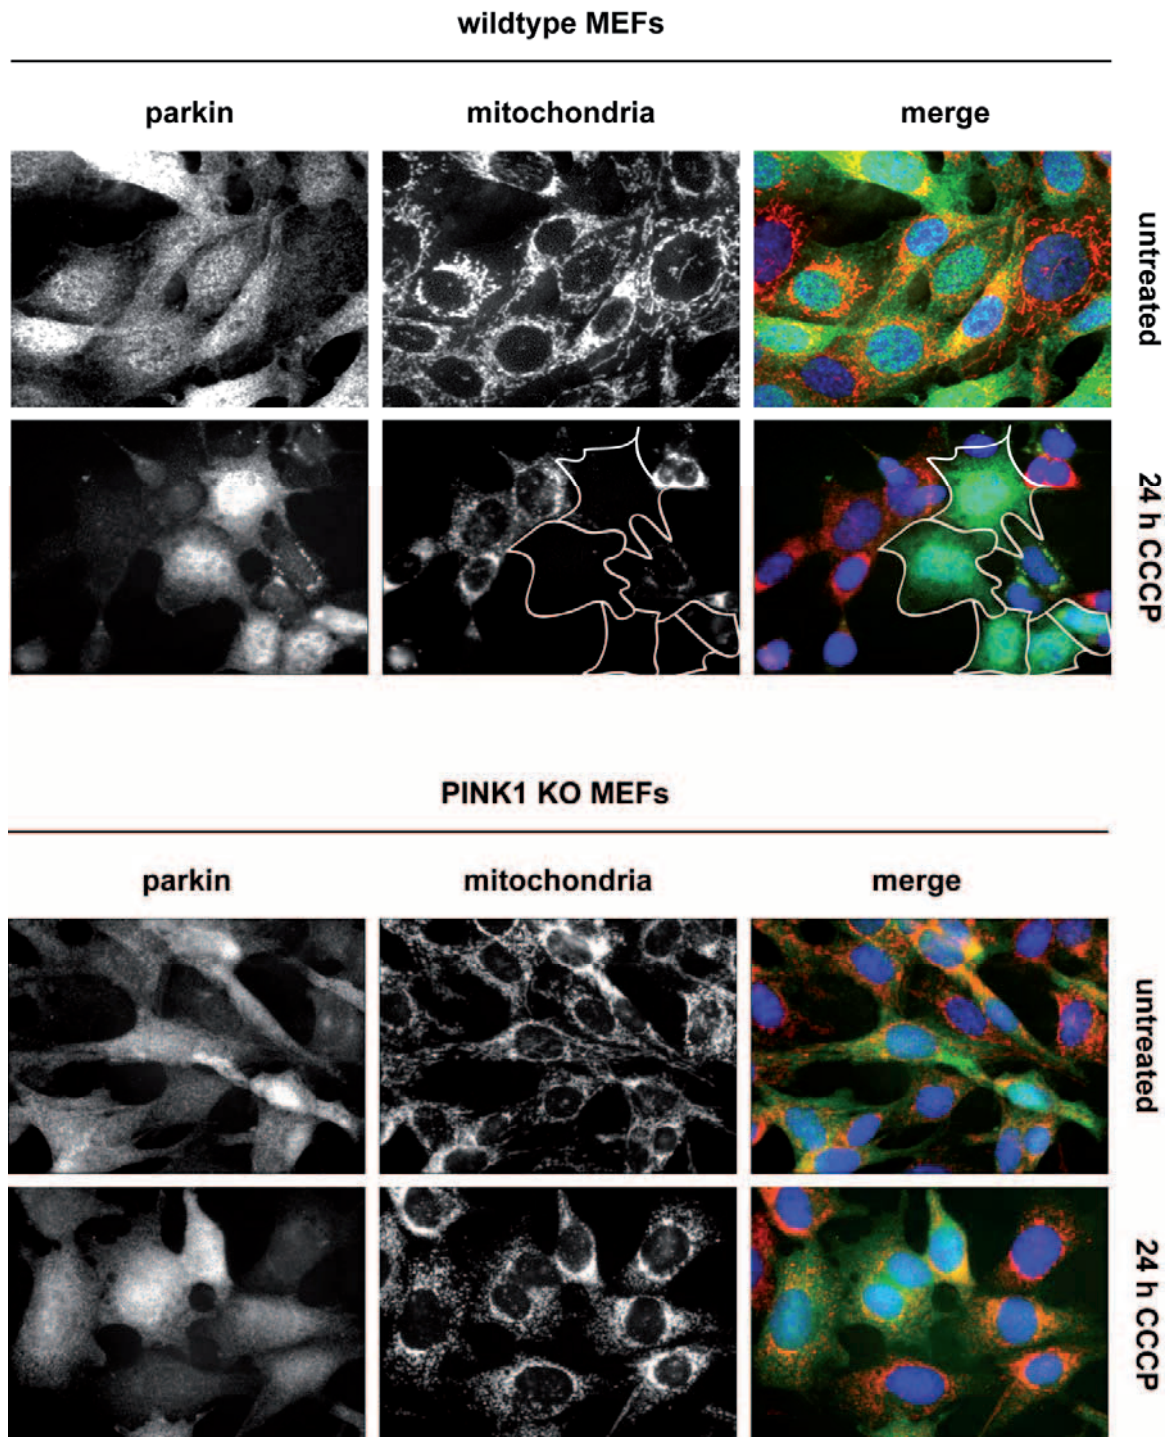 wildtype MEFs
parkin
mitochondria
merge
untreated
24 h CCCP
PINK1 KO MEFs
parkin
mitochondria
merge
untreated
24 h CCCP